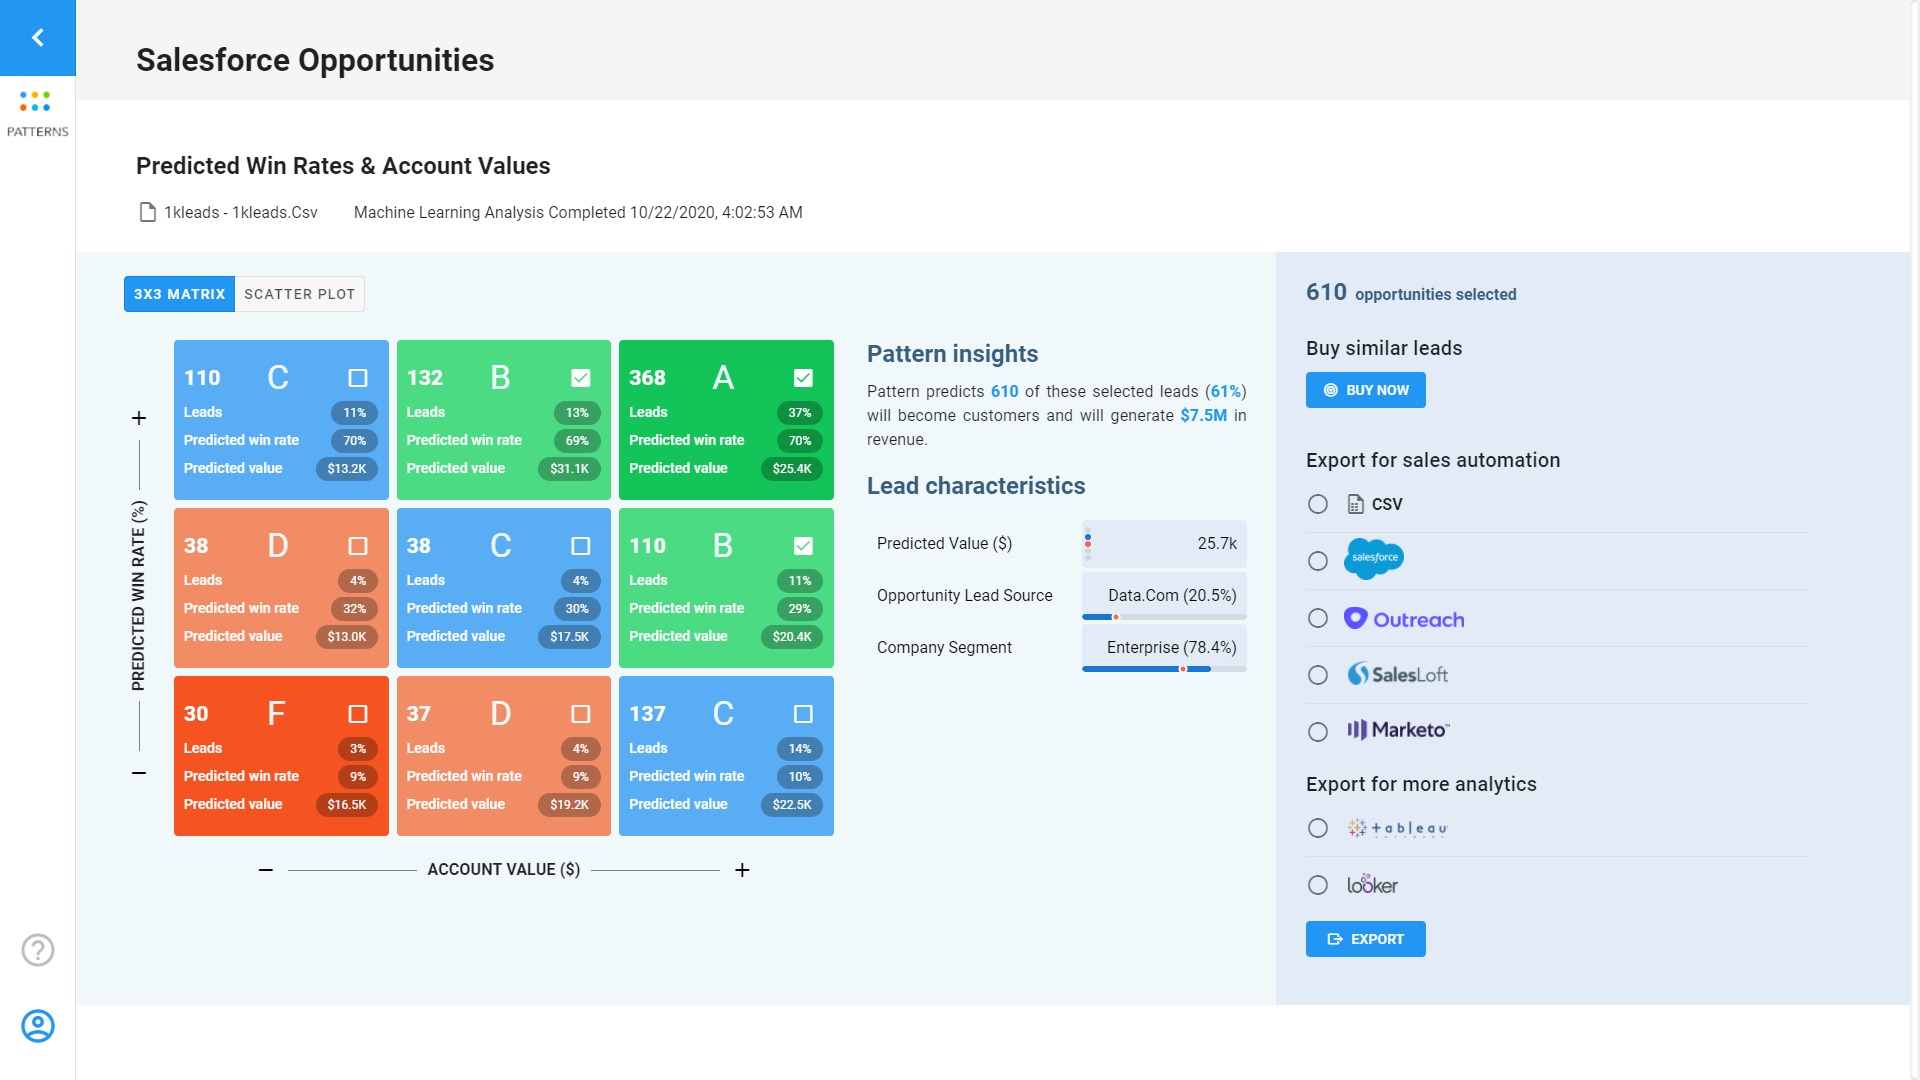 Salesforce Opportunities
PATTERNS
Predicted Win Rates & Account Values
1kleads - 1kleads.Csv
Machine Learning Analysis Completed 10/22/2020, 4:02:53 AM
3X3 MATRIX
SCATTER PLOT
PREDICTED WIN RATE (%)
+
−
110 C
Leads 11%
Predicted win rate 70%
Predicted value $13.2K
132 B
Leads 13%
Predicted win rate 69%
Predicted value $31.1K
368 A
Leads 37%
Predicted win rate 70%
Predicted value $25.4K
38 D
Leads 4%
Predicted win rate 32%
Predicted value $13.0K
38 C
Leads 4%
Predicted win rate 30%
Predicted value $17.5K
110 B
Leads 11%
Predicted win rate 29%
Predicted value $20.4K
30 F
Leads 3%
Predicted win rate 9%
Predicted value $16.5K
37 D
Leads 4%
Predicted win rate 9%
Predicted value $19.2K
137 C
Leads 14%
Predicted win rate 10%
Predicted value $22.5K
− ACCOUNT VALUE ($) +
Pattern insights
Pattern predicts 610 of these selected leads (61%)
will become customers and will generate $7.5M in
revenue.
Lead characteristics
Predicted Value ($) 25.7k
Opportunity Lead Source Data.Com (20.5%)
Company Segment Enterprise (78.4%)
610 opportunities selected
Buy similar leads
BUY NOW
Export for sales automation
CSV
salesforce
Outreach
SalesLoft
Marketo™
Export for more analytics
+ableau
looker
EXPORT
?